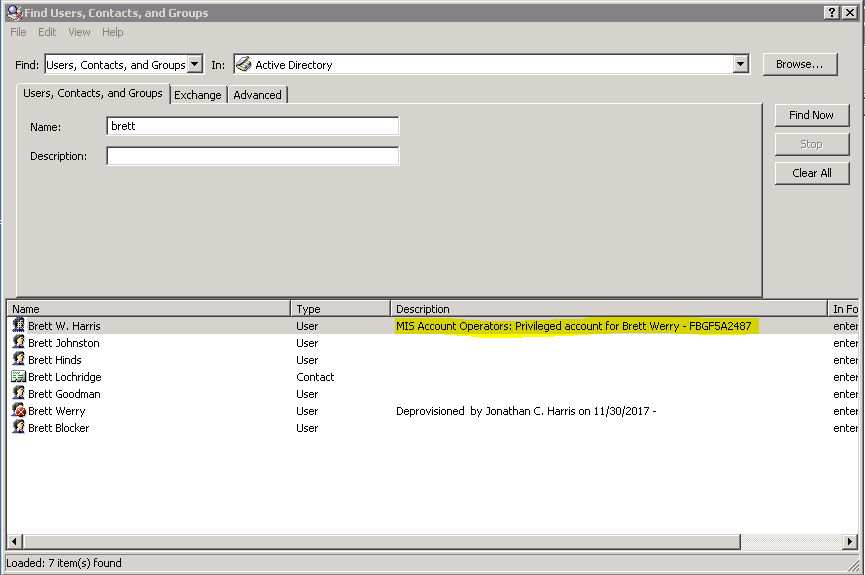 Find Users, Contacts, and Groups
File Edit View Help
Find: Users, Contacts, and Groups In: Active Directory Browse...
Users, Contacts, and Groups Exchange Advanced
Name: brett
Description:
Find Now
Stop
Clear All
Name Type Description In Fo
Brett W. Harris User MIS Account Operators: Privileged account for Brett Werry - FBGF5A2487 enter
Brett Johnston User enter
Brett Hinds User enter
Brett Lochridge Contact enter
Brett Goodman User enter
Brett Werry User Deprovisioned by Jonathan C. Harris on 11/30/2017 - enter
Brett Blocker User enter
Loaded: 7 item(s) found